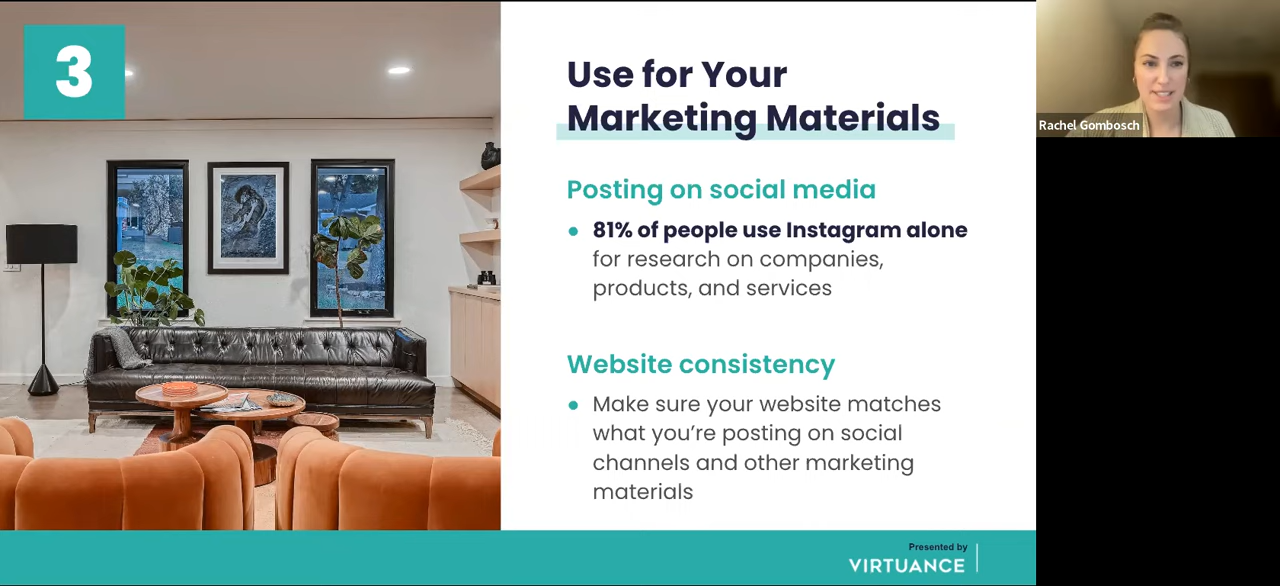 3
Use for Your
Marketing Materials
Posting on social media
• 81% of people use Instagram alone
for research on companies,
products, and services
Website consistency
• Make sure your website matches
what you’re posting on social
channels and other marketing
materials
Presented by
VIRTUANCE
Rachel Gombosch